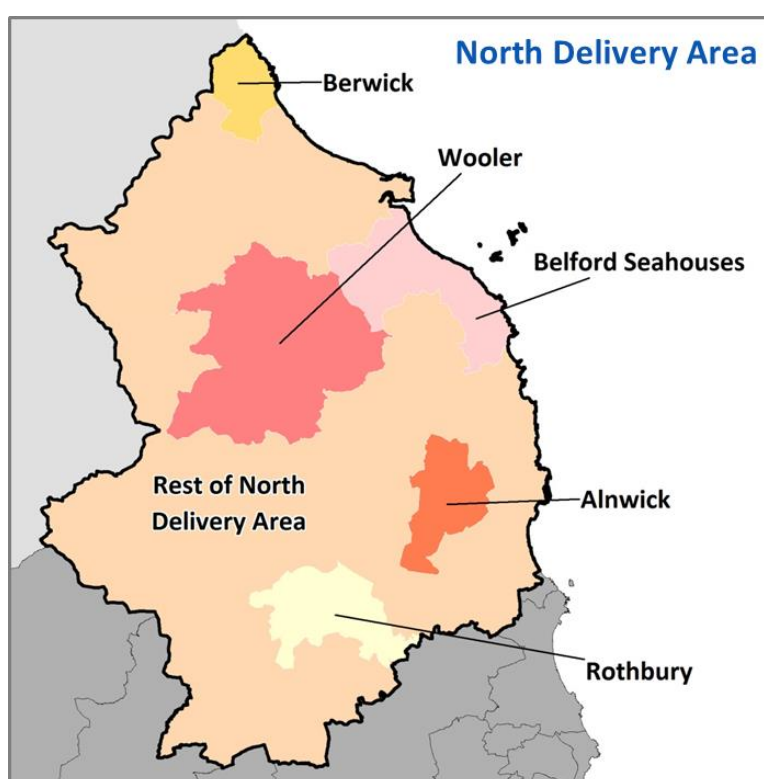 North Delivery Area
Berwick
Wooler
Belford Seahouses
Rest of North
Delivery Area
Alnwick
Rothbury